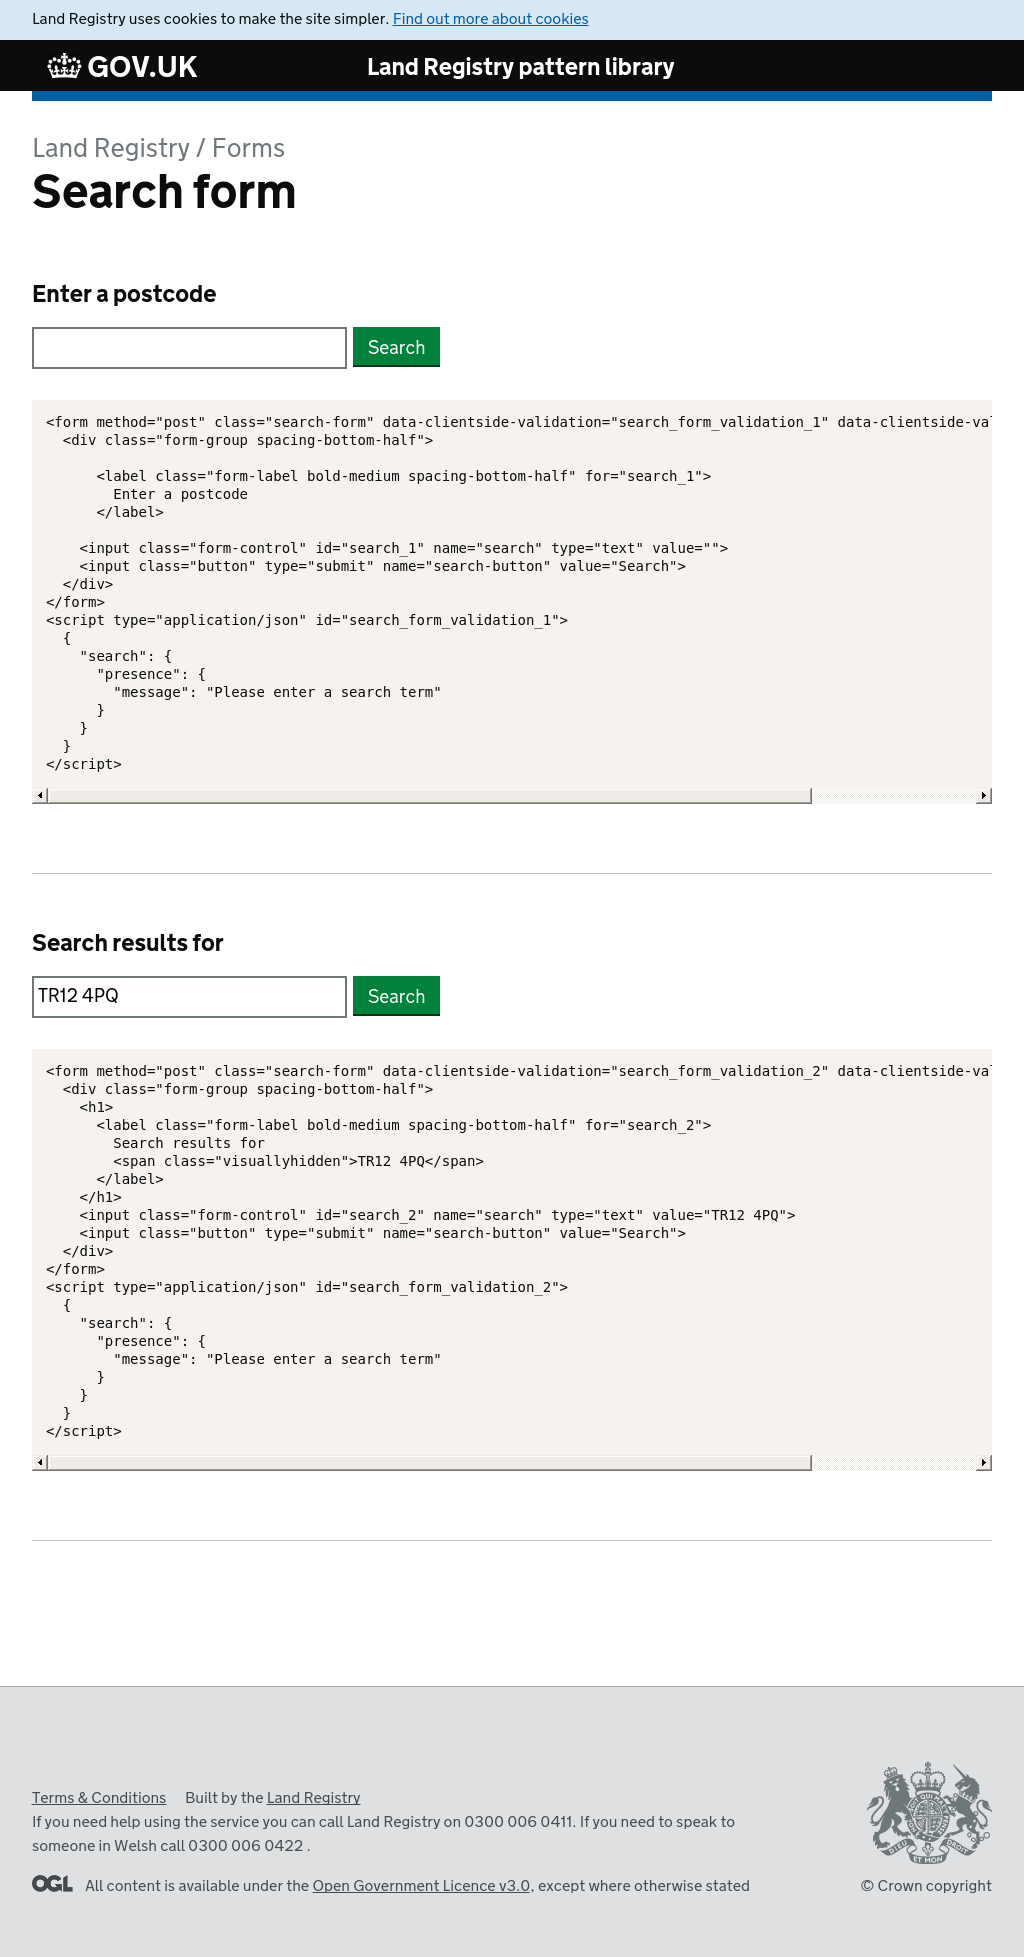 Land Registry uses cookies to make the site simpler. Find out more about cookies
GOV.UK
Land Registry pattern library
Land Registry / Forms
Search form
Enter a postcode
Search
<form method="post" class="search-form" data-clientside-validation="search_form_validation_1" data-clientside-val
  <div class="form-group spacing-bottom-half">
      <label class="form-label bold-medium spacing-bottom-half" for="search_1">
        Enter a postcode
      </label>
    <input class="form-control" id="search_1" name="search" type="text" value="">
    <input class="button" type="submit" name="search-button" value="Search">
  </div>
</form>
<script type="application/json" id="search_form_validation_1">
  {
    "search": {
      "presence": {
        "message": "Please enter a search term"
      }
    }
  }
</script>
Search results for
TR12 4PQ
Search
<form method="post" class="search-form" data-clientside-validation="search_form_validation_2" data-clientside-val
  <div class="form-group spacing-bottom-half">
    <h1>
      <label class="form-label bold-medium spacing-bottom-half" for="search_2">
        Search results for
        <span class="visuallyhidden">TR12 4PQ</span>
      </label>
    </h1>
    <input class="form-control" id="search_2" name="search" type="text" value="TR12 4PQ">
    <input class="button" type="submit" name="search-button" value="Search">
  </div>
</form>
<script type="application/json" id="search_form_validation_2">
  {
    "search": {
      "presence": {
        "message": "Please enter a search term"
      }
    }
  }
</script>
Terms & Conditions Built by the Land Registry
If you need help using the service you can call Land Registry on 0300 006 0411. If you need to speak to
someone in Welsh call 0300 006 0422 .
DIEU ET MON DROIT
OGL All content is available under the Open Government Licence v3.0, except where otherwise stated
© Crown copyright